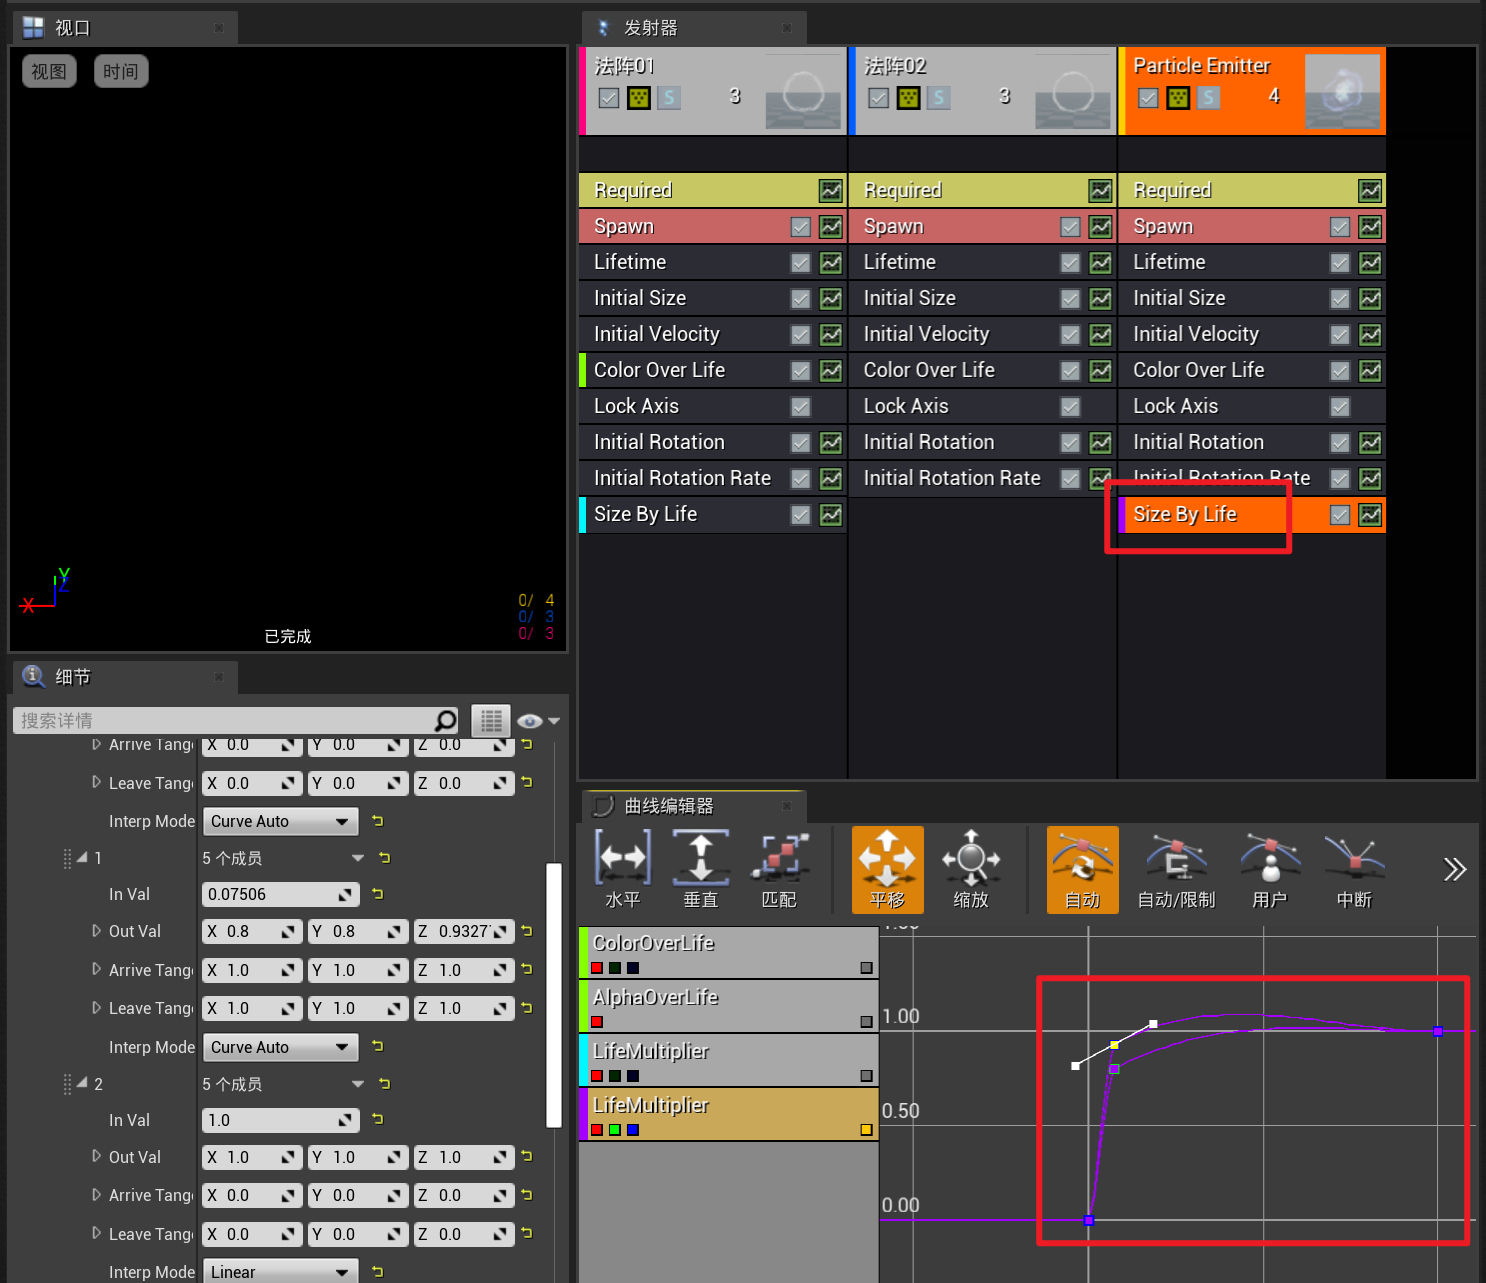 视口
视图 时间
0/ 4
0/ 3
0/ 3
X Y Z
已完成
发射器
法阵01
S 3
法阵02
S 3
Particle Emitter
S 4
Required Required Required
Spawn Spawn Spawn
Lifetime Lifetime Lifetime
Initial Size Initial Size Initial Size
Initial Velocity Initial Velocity Initial Velocity
Color Over Life Color Over Life Color Over Life
Lock Axis Lock Axis Lock Axis
Initial Rotation Initial Rotation Initial Rotation
Initial Rotation Rate Initial Rotation Rate Initial Rotation Rate
Size By Life Size By Life
细节
搜索详情
Arrive Tang X 0.0 Y 0.0 Z 0.0
Leave Tang X 0.0 Y 0.0 Z 0.0
Interp Mode Curve Auto
1 5 个成员
In Val 0.07506
Out Val X 0.8 Y 0.8 Z 0.9327
Arrive Tang X 1.0 Y 1.0 Z 1.0
Leave Tang X 1.0 Y 1.0 Z 1.0
Interp Mode Curve Auto
2 5 个成员
In Val 1.0
Out Val X 1.0 Y 1.0 Z 1.0
Arrive Tang X 0.0 Y 0.0 Z 0.0
Leave Tang X 0.0 Y 0.0 Z 0.0
Interp Mode Linear
曲线编辑器
水平 垂直 匹配 平移 缩放 自动 自动/限制 用户 中断
ColorOverLife
AlphaOverLife
LifeMultiplier
LifeMultiplier
1.00
0.50
0.00